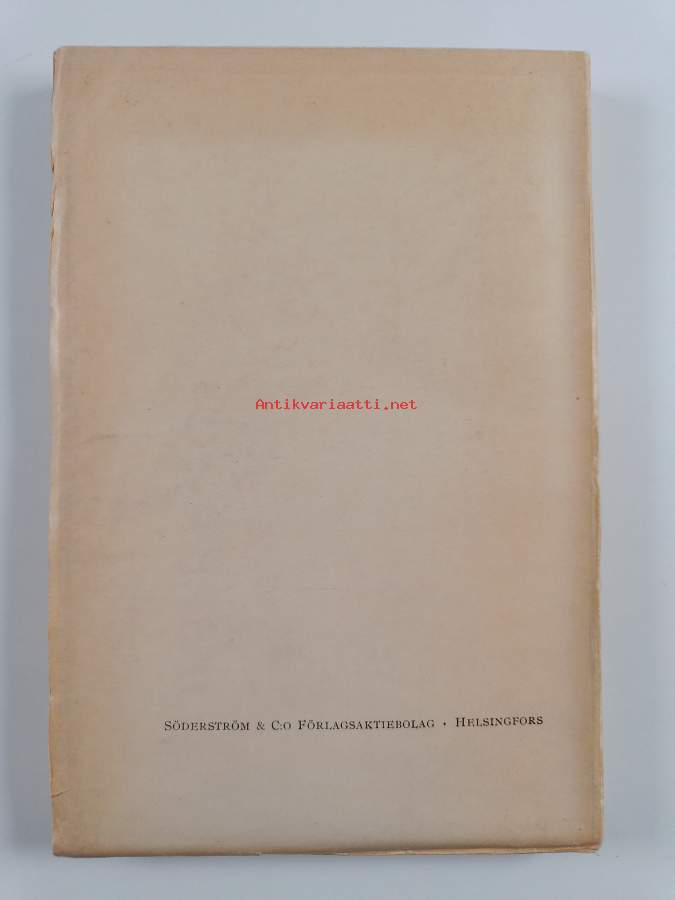 Antikvariaatti.net
SÖDERSTRÖM & C:O FÖRLAGSAKTIEBOLAG · HELSINGFORS